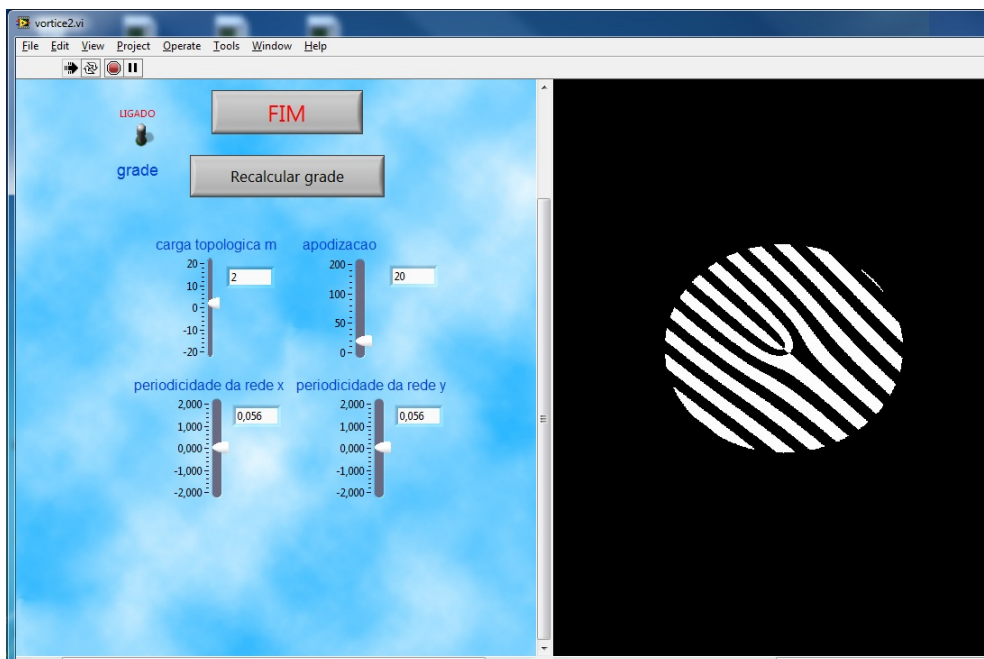 vortice2.vi
File Edit View Project Operate Tools Window Help
LIGADO
FIM
grade
Recalcular grade
carga topologica m
20
10
0
-10
-20
2
apodizacao
200
100
50
0
20
periodicidade da rede x
2,000
1,000
0,000
-1,000
-2,000
0,056
periodicidade da rede y
2,000
1,000
0,000
-1,000
-2,000
0,056